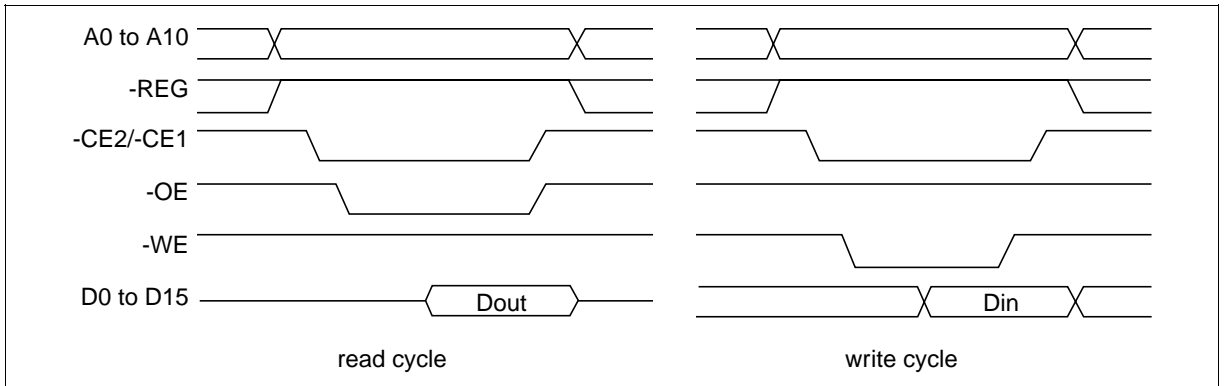 A0 to A10
-REG
-CE2/-CE1
-OE
-WE
D0 to D15
Dout
Din
read cycle
write cycle